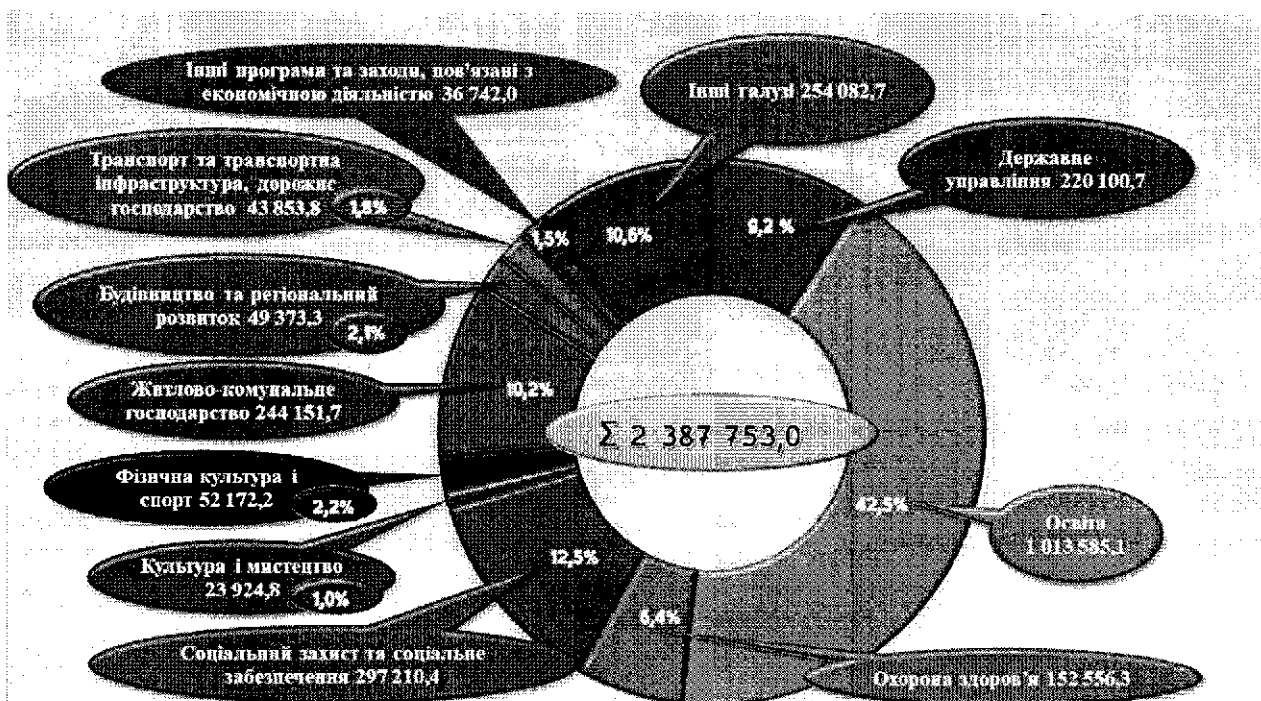 Інші програма та заходи, пов'язані з
економічною діяльністю 36 742,0
Інші галузі 254 082,7
Державне
управління 220 100,7
Транспорт та транспортна
інфраструктура, дорожнє
господарство 43 853,8
1,8%
1,5%
10,6%
9,2 %
Будівництво та регіональний
розвиток 49 373,3
2,1%
Житлово-комунальне
господарство 244 151,7
10,2%
Σ 2 387 753,0
Фізична культура і
спорт 52 172,2
2,2%
42,5%
Освіта
1 013 585,1
Культура і мистецтво
23 924,8
1,0%
12,5%
6,4%
Соціальний захист та соціальне
забезпечення 297 210,4
Охорона здоров'я 152 556,3